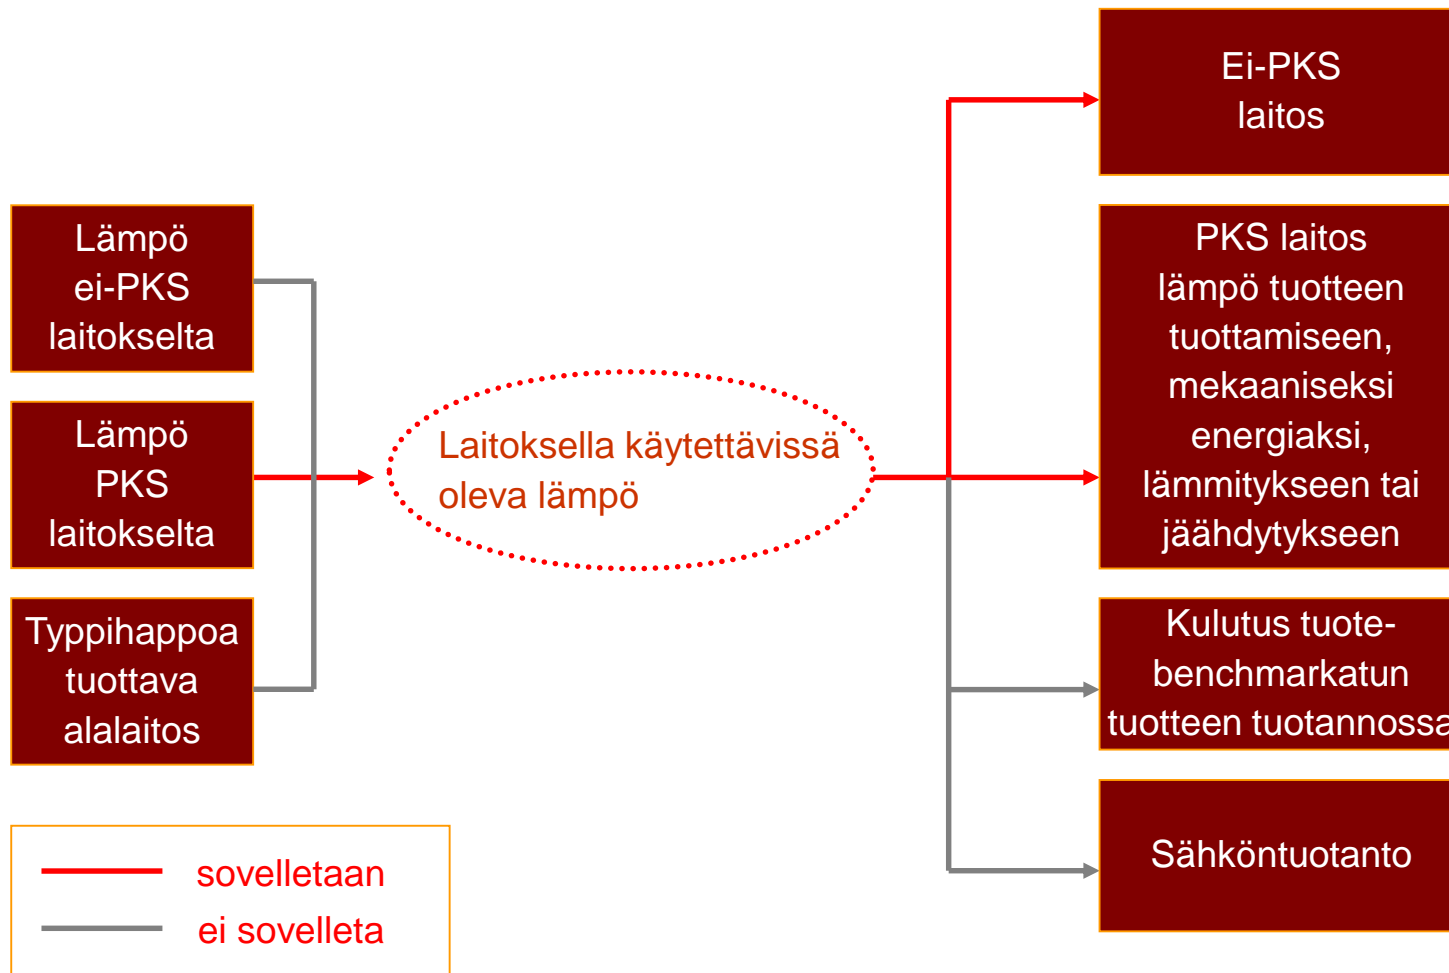 Ei-PKS
laitos
Lämpö
ei-PKS
laitokselta
PKS laitos
lämpö tuotteen
tuottamiseen,
mekaaniseksi
energiaksi,
lämmitykseen tai
jäähdytykseen
Lämpö
PKS
laitokselta
Laitoksella käytettävissä
oleva lämpö
Typpihappoa
tuottava
alalaitos
Kulutus tuote-
benchmarkatun
tuotteen tuotannossa
Sähköntuotanto
sovelletaan
ei sovelleta